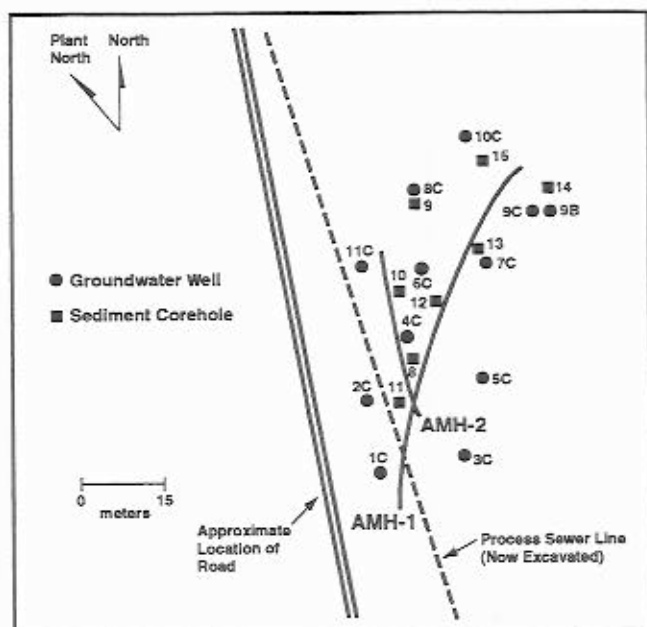 Plant
North
North
10C
15
8C
9
14
9C
9B
13
11C
6C
7C
10
12
4C
8
5C
2C
11
AMH-2
1C
3C
AMH-1
Groundwater Well
Sediment Corehole
0
15
meters
Approximate
Location of
Road
Process Sewer Line
(Now Excavated)